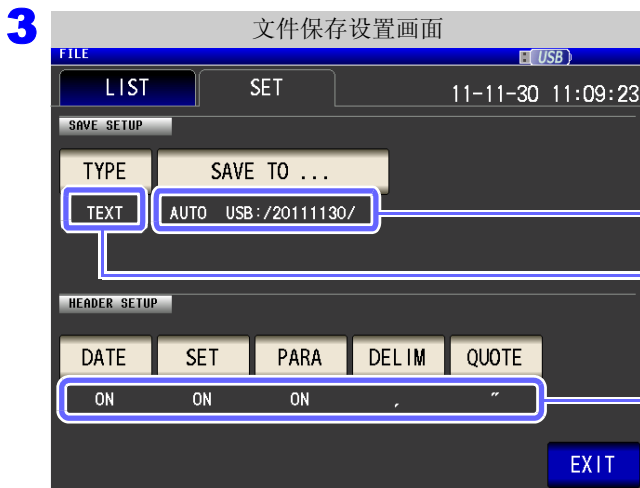 3
文件保存设置画面
FILE
USB
LIST SET 11-11-30 11:09:23
SAVE SETUP
TYPE SAVE TO ...
TEXT AUTO USB:/20111130/
HEADER SETUP
DATE SET PARA DELIM QUOTE
ON ON ON , "
EXIT